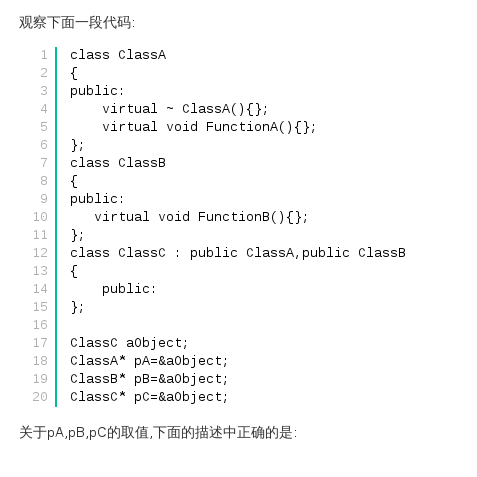 观察下面一段代码:
1 class ClassA
2 {
3 public:
4     virtual ~ ClassA(){};
5     virtual void FunctionA(){};
6 };
7 class ClassB
8 {
9 public:
10    virtual void FunctionB(){};
11 };
12 class ClassC : public ClassA,public ClassB
13 {
14     public:
15 };
16
17 ClassC aObject;
18 ClassA* pA=&aObject;
19 ClassB* pB=&aObject;
20 ClassC* pC=&aObject;
关于pA,pB,pC的取值,下面的描述中正确的是: